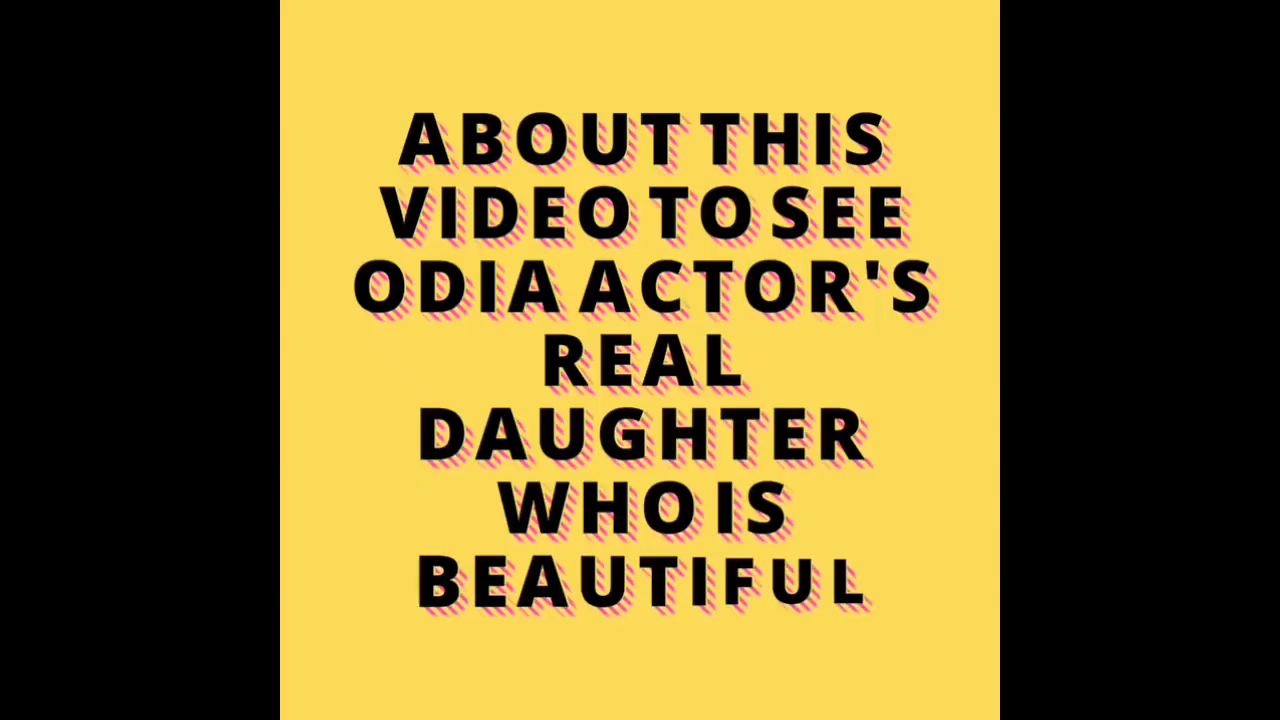 ABOUT THIS
VIDEO TO SEE
ODIA ACTOR'S
REAL
DAUGHTER
WHO IS
BEAUTIFUL